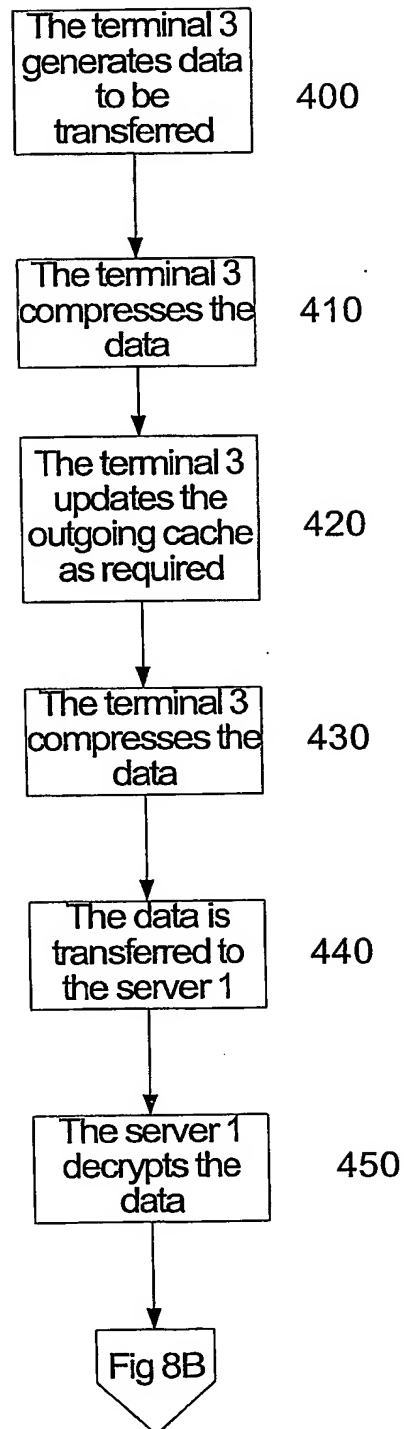 The terminal 3
generates data
to be
transferred
400
The terminal 3
compresses the
data
410
The terminal 3
updates the
outgoing cache
as required
420
The terminal 3
compresses the
data
430
The data is
transferred to
the server 1
440
The server 1
decrypts the
data
450
Fig 8B